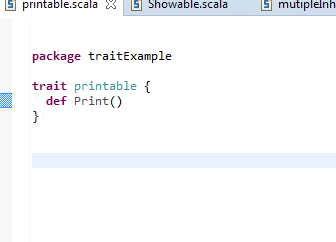 printable.scala Showable.scala mutipleInh
package traitExample
trait printable {
def Print()
}